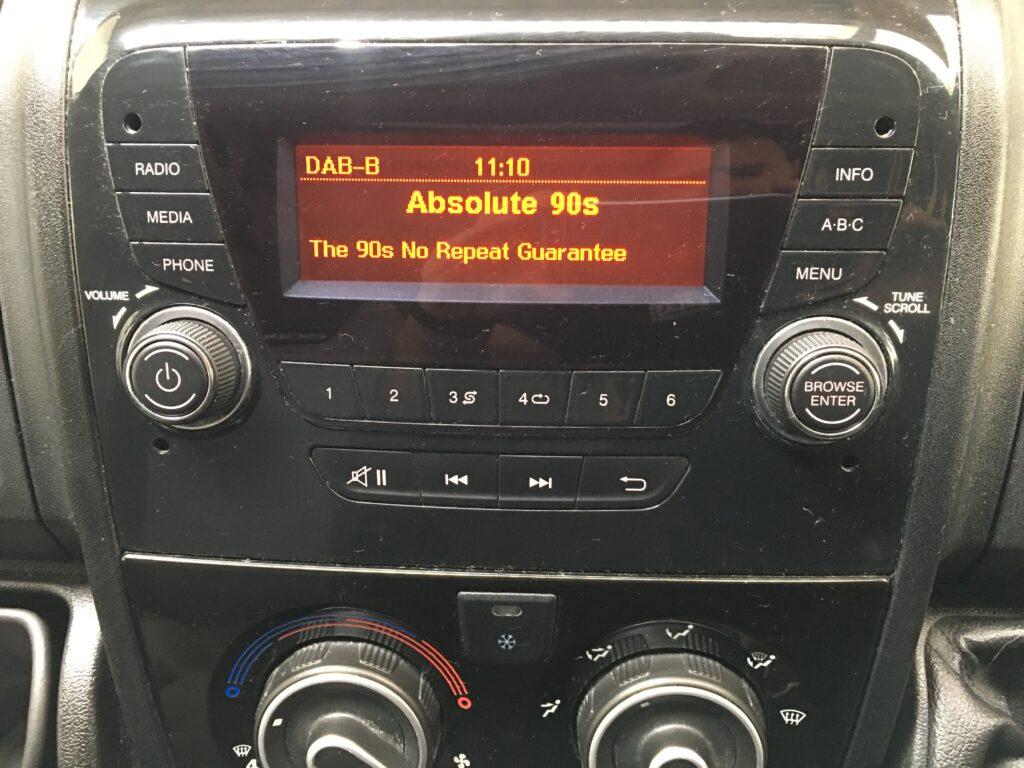 DAB-B 11:10
Absolute 90s
The 90s No Repeat Guarantee
RADIO
MEDIA
PHONE
INFO
A·B·C
MENU
VOLUME
TUNE
SCROLL
BROWSE
ENTER
1 2 3 4 5 6
4